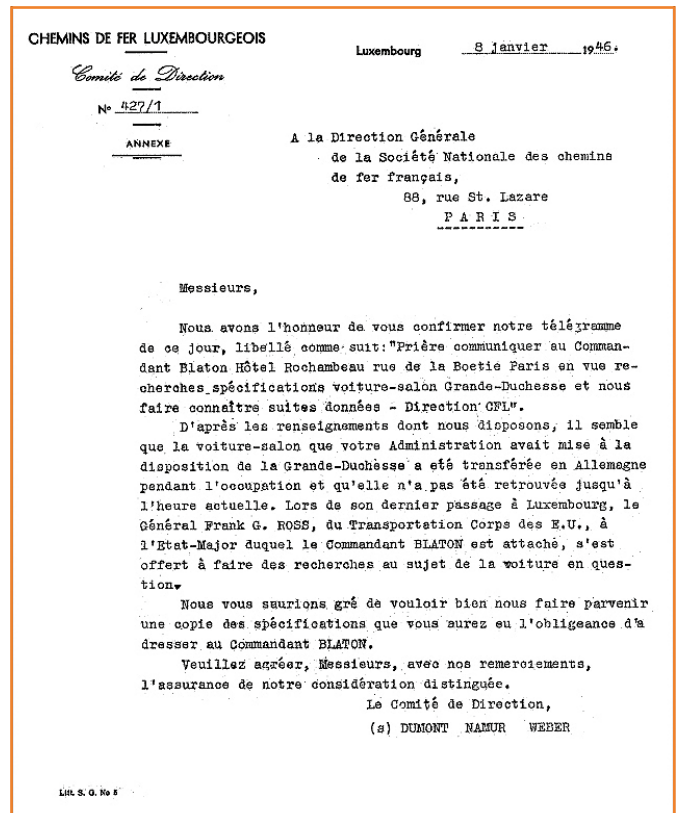 CHEMINS DE FER LUXEMBOURGEOIS
Luxembourg 8 janvier 1946.
Comité de Direction
No 427/1
ANNEXE
A la Direction Générale
de la Société Nationale des chemins
de fer français,
88, rue St. Lazare
P A R I S
Messieurs,
Nous avons l'honneur de vous confirmer notre télégramme
de ce jour, libellé comme suit:"Prière communiquer au Comman-
dant Blaton Hôtel Rochambeau rue de la Boetie Paris en vue re-
cherches spécifications voiture-salon Grande-Duchesse et nous
faire connaître suites données - Direction CFL".
D'après les renseignements dont nous disposons, il semble
que la voiture-salon que votre Administration avait mise à la
disposition de la Grande-Duchesse a été transférée en Allemagne
pendant l'occupation et qu'elle n'a pas été retrouvée jusqu'à
l'heure actuelle. Lors de son dernier passage à Luxembourg, le
Général Frank G. ROSS, du Transportation Corps des E.U., à
l'Etat-Major duquel le Commandant BLATON est attaché, s'est
offert à faire des recherches au sujet de la voiture en ques-
tion.
Nous vous saurions gré de vouloir bien nous faire parvenir
une copie des spécifications que vous aurez eu l'obligeance d'a
dresser au Commandant BLATON.
Veuillez agréer, Messieurs, avec nos remerciements,
l'assurance de notre considération distinguée.
Le Comité de Direction,
(s) DUMONT NAMUR WEBER
Litt. S. G. No 5